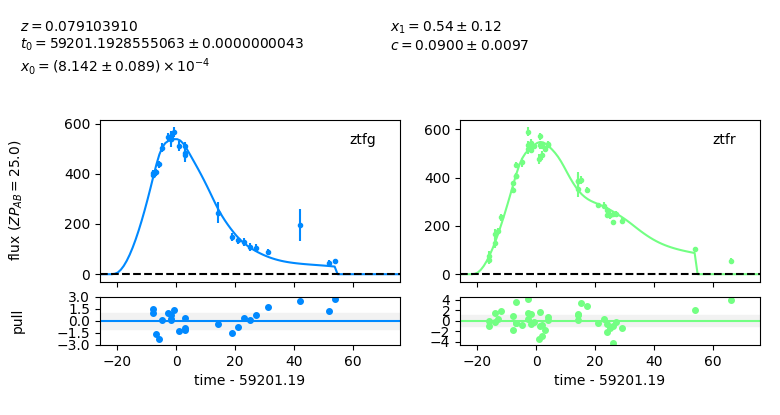 z = 0.079103910
t₀ = 59201.1928555063 ± 0.0000000043
x₀ = (8.142 ± 0.089) × 10⁻⁴
x₁ = 0.54 ± 0.12
c = 0.0900 ± 0.0097
flux (ZP_AB = 25.0)
600
400
200
0
ztfg
600
400
200
0
ztfr
pull
3.0
1.5
0.0
−1.5
−3.0
−20 0 20 40 60
time - 59201.19
4
2
0
−2
−4
−20 0 20 40 60
time - 59201.19